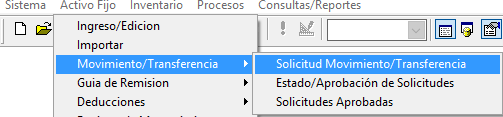 Sistema Activo Fijo Inventario Procesos Consultas/Reportes
Ingreso/Edicion
Importar
Movimiento/Transferencia
Guia de Remision
Deducciones
Solicitud Movimiento/Transferencia
Estado/Aprobación de Solicitudes
Solicitudes Aprobadas